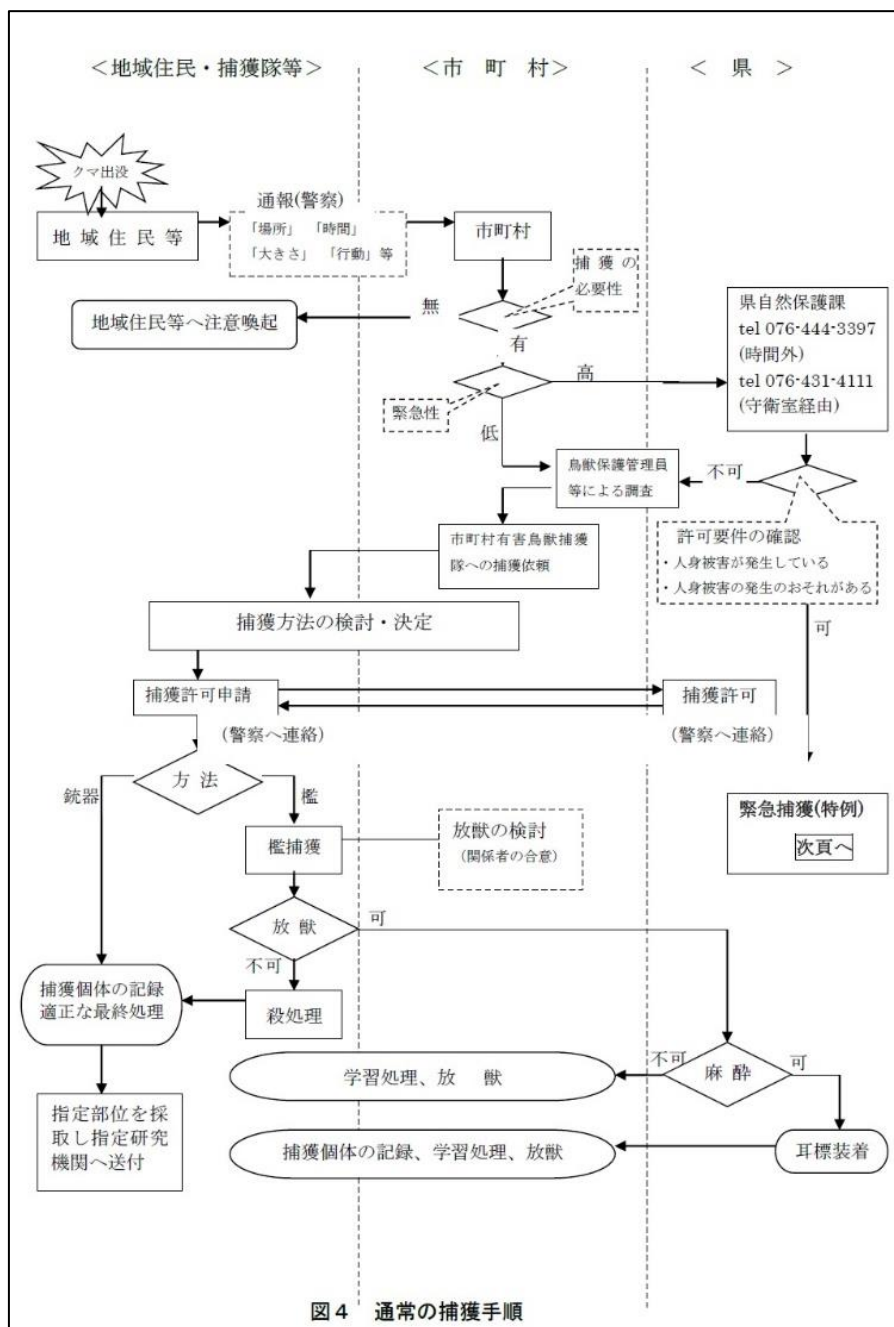 ＜地域住民・捕獲隊等＞
＜市 町 村＞
＜ 県 ＞
クマ出没
地 域 住 民 等
通報(警察)
「場所」 「時間」
「大きさ」 「行動」等
市町村
捕 獲 の
必要性
無
地域住民等へ注意喚起
有
緊急性
高
低
県自然保護課
tel 076-444-3397
(時間外)
tel 076-431-4111
(守衛室経由)
鳥獣保護管理員
等による調査
不可
許可要件の確認
・人身被害が発生している
・人身被害の発生のおそれがある
可
市町村有害鳥獣捕獲
隊への捕獲依頼
捕獲方法の検討・決定
捕獲許可申請
捕獲許可
(警察へ連絡)
(警察へ連絡)
方 法
銃器
檻
檻捕獲
放獣の検討
(関係者の合意)
緊急捕獲(特例)
次頁へ
放 獣
可
不可
殺処理
捕獲個体の記録
適正な最終処理
指定部位を採
取し指定研究
機関へ送付
麻 酔
不可
可
学習処理、放 獣
耳標装着
捕獲個体の記録、学習処理、放獣
図４ 通常の捕獲手順